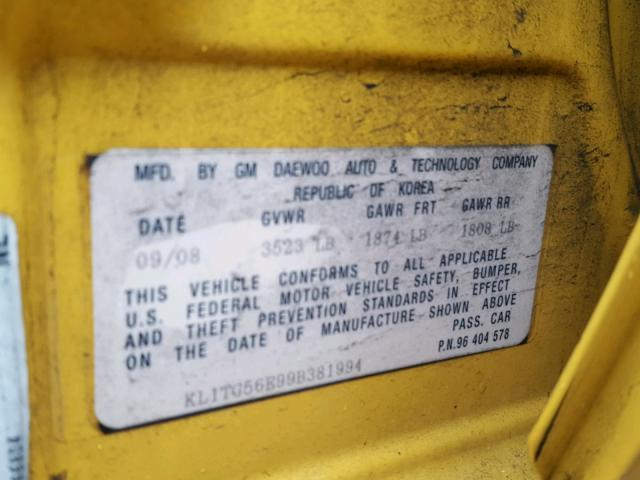 MFD. BY GM DAEWOO AUTO & TECHNOLOGY COMPANY
REPUBLIC OF KOREA
DATE GVWR GAWR FRT GAWR RR
09/08 3523 LB 1874 LB 1808 LB
THIS VEHICLE CONFORMS TO ALL APPLICABLE
U.S. FEDERAL MOTOR VEHICLE SAFETY, BUMPER,
AND THEFT PREVENTION STANDARDS IN EFFECT
ON THE DATE OF MANUFACTURE SHOWN ABOVE
PASS. CAR
P.N.96 404 578
KL1TG56E99B381994